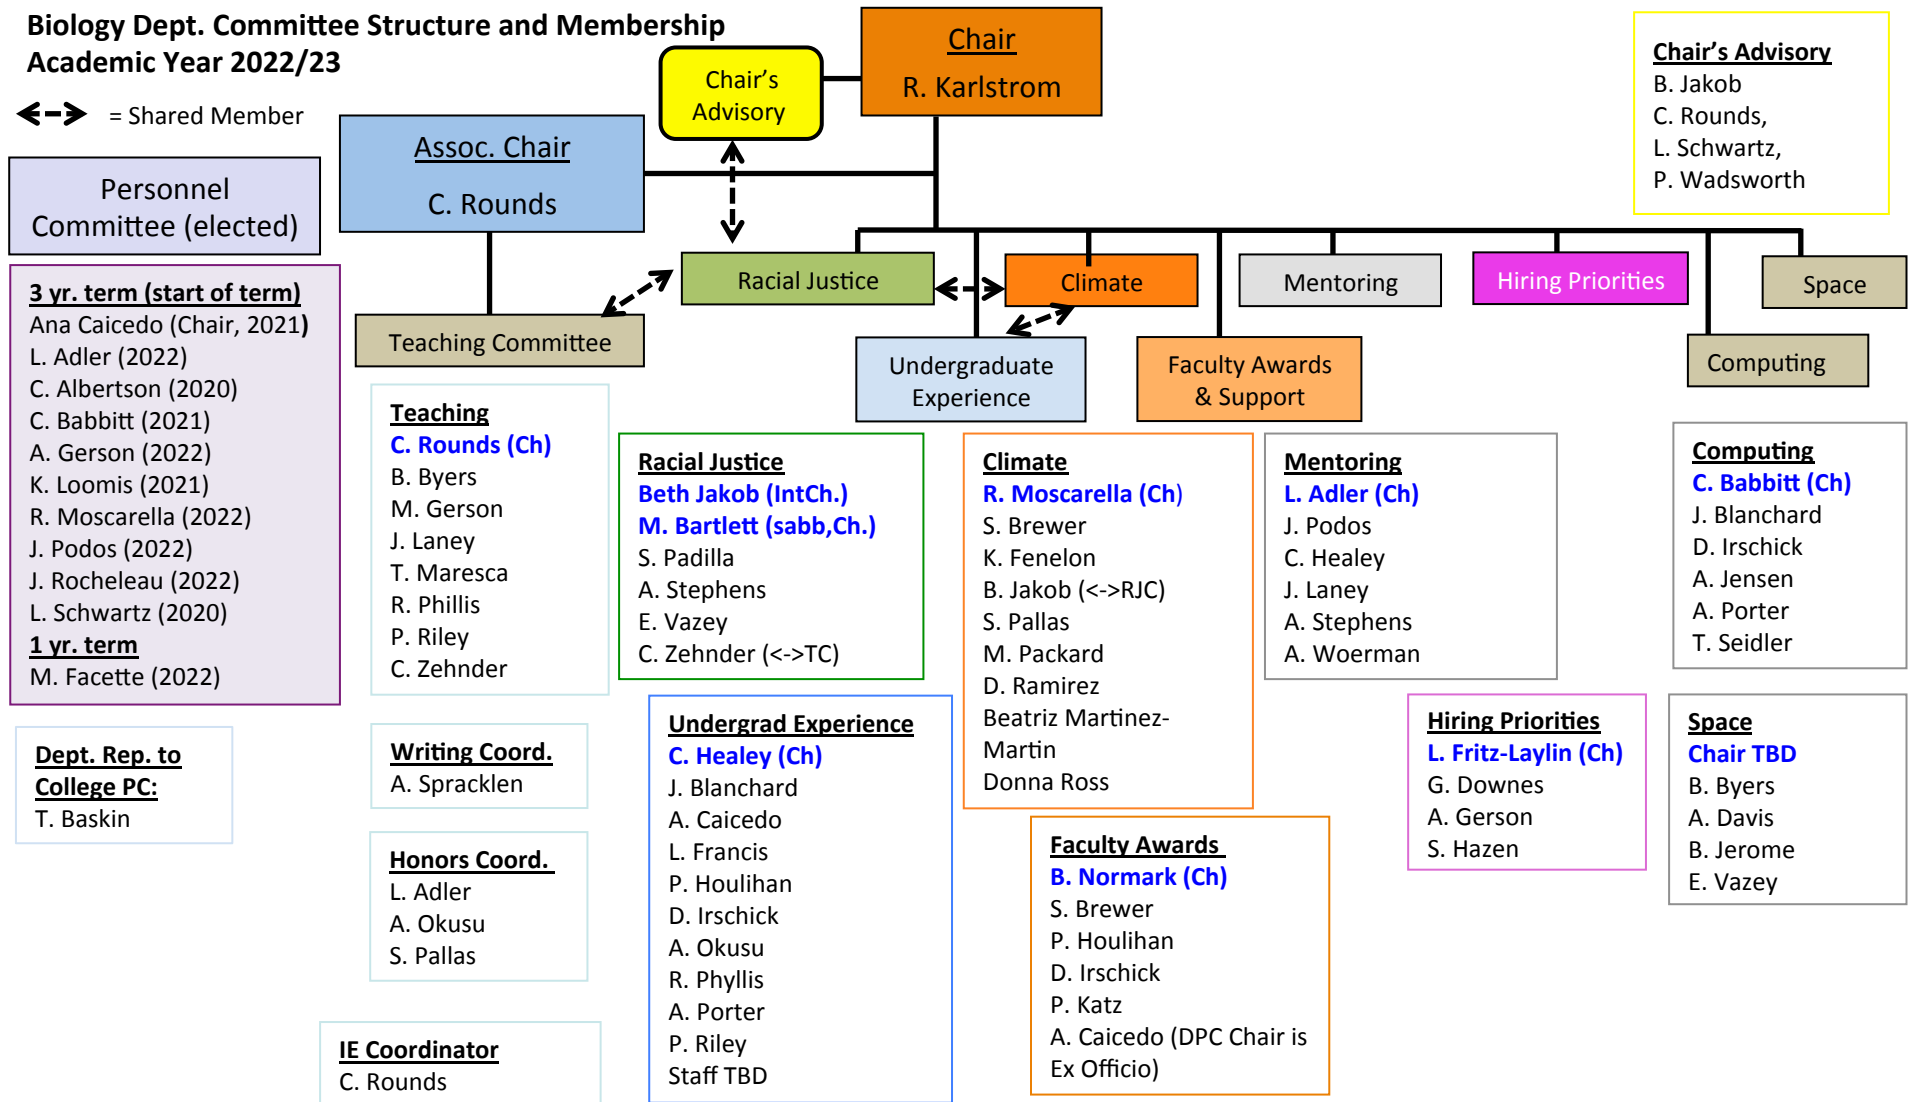 Biology Dept. Committee Structure and Membership
Academic Year 2022/23
= Shared Member
Chair
R. Karlstrom
Chair's
Advisory
Assoc. Chair
C. Rounds
Chair's Advisory
B. Jakob
C. Rounds,
L. Schwartz,
P. Wadsworth
Personnel
Committee (elected)
Racial Justice
Climate
Mentoring
Hiring Priorities
Space
Teaching Committee
Undergraduate
Experience
Faculty Awards
& Support
Computing
3 yr. term (start of term)
Ana Caicedo (Chair, 2021)
L. Adler (2022)
C. Albertson (2020)
C. Babbitt (2021)
A. Gerson (2022)
K. Loomis (2021)
R. Moscarella (2022)
J. Podos (2022)
J. Rocheleau (2022)
L. Schwartz (2020)
1 yr. term
M. Facette (2022)
Dept. Rep. to
College PC:
T. Baskin
Teaching
C. Rounds (Ch)
B. Byers
M. Gerson
J. Laney
T. Maresca
R. Phillis
P. Riley
C. Zehnder
Writing Coord.
A. Spracklen
Honors Coord.
L. Adler
A. Okusu
S. Pallas
IE Coordinator
C. Rounds
Racial Justice
Beth Jakob (IntCh.)
M. Bartlett (sabb,Ch.)
S. Padilla
A. Stephens
E. Vazey
C. Zehnder (<->TC)
Undergrad Experience
C. Healey (Ch)
J. Blanchard
A. Caicedo
L. Francis
P. Houlihan
D. Irschick
A. Okusu
R. Phyllis
A. Porter
P. Riley
Staff TBD
Climate
R. Moscarella (Ch)
S. Brewer
K. Fenelon
B. Jakob (<->RJC)
S. Pallas
M. Packard
D. Ramirez
Beatriz Martinez-
Martin
Donna Ross
Faculty Awards
B. Normark (Ch)
S. Brewer
P. Houlihan
D. Irschick
P. Katz
A. Caicedo (DPC Chair is
Ex Officio)
Mentoring
L. Adler (Ch)
J. Podos
C. Healey
J. Laney
A. Stephens
A. Woerman
Hiring Priorities
L. Fritz-Laylin (Ch)
G. Downes
A. Gerson
S. Hazen
Computing
C. Babbitt (Ch)
J. Blanchard
D. Irschick
A. Jensen
A. Porter
T. Seidler
Space
Chair TBD
B. Byers
A. Davis
B. Jerome
E. Vazey